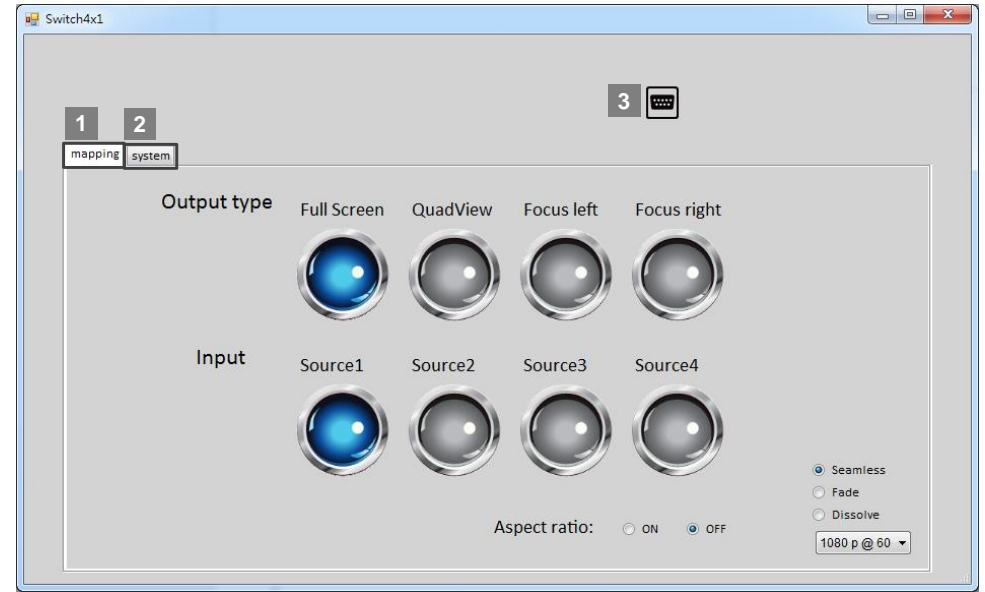 Switch4x1
3
1 2
mapping system
Output type Full Screen QuadView Focus left Focus right
Input Source1 Source2 Source3 Source4
Seamless
Fade
Dissolve
Aspect ratio: ON OFF
1080 p @ 60